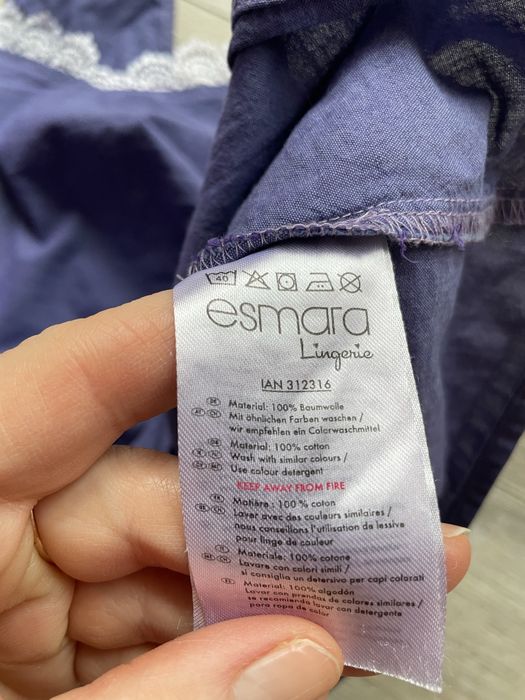 40
esmara
Lingerie
IAN 312316
Material: 100% Baumwolle
Mit ähnlichen Farben waschen /
wir empfehlen ein Colorwaschmittel
Material: 100% cotton
Wash with similar colours /
Use colour detergent
KEEP AWAY FROM FIRE
Matière : 100 % coton
Laver avec des couleurs similaires /
nous conseillons l'utilisation de lessive
pour linge de couleur
Materiale: 100% cotone
Lavare con colori simili /
si consiglia un detersivo per capi colorati
Material: 100% algodón
Lavar con prendas de colores similares /
se recomienda lavar con detergente
para ropa de color